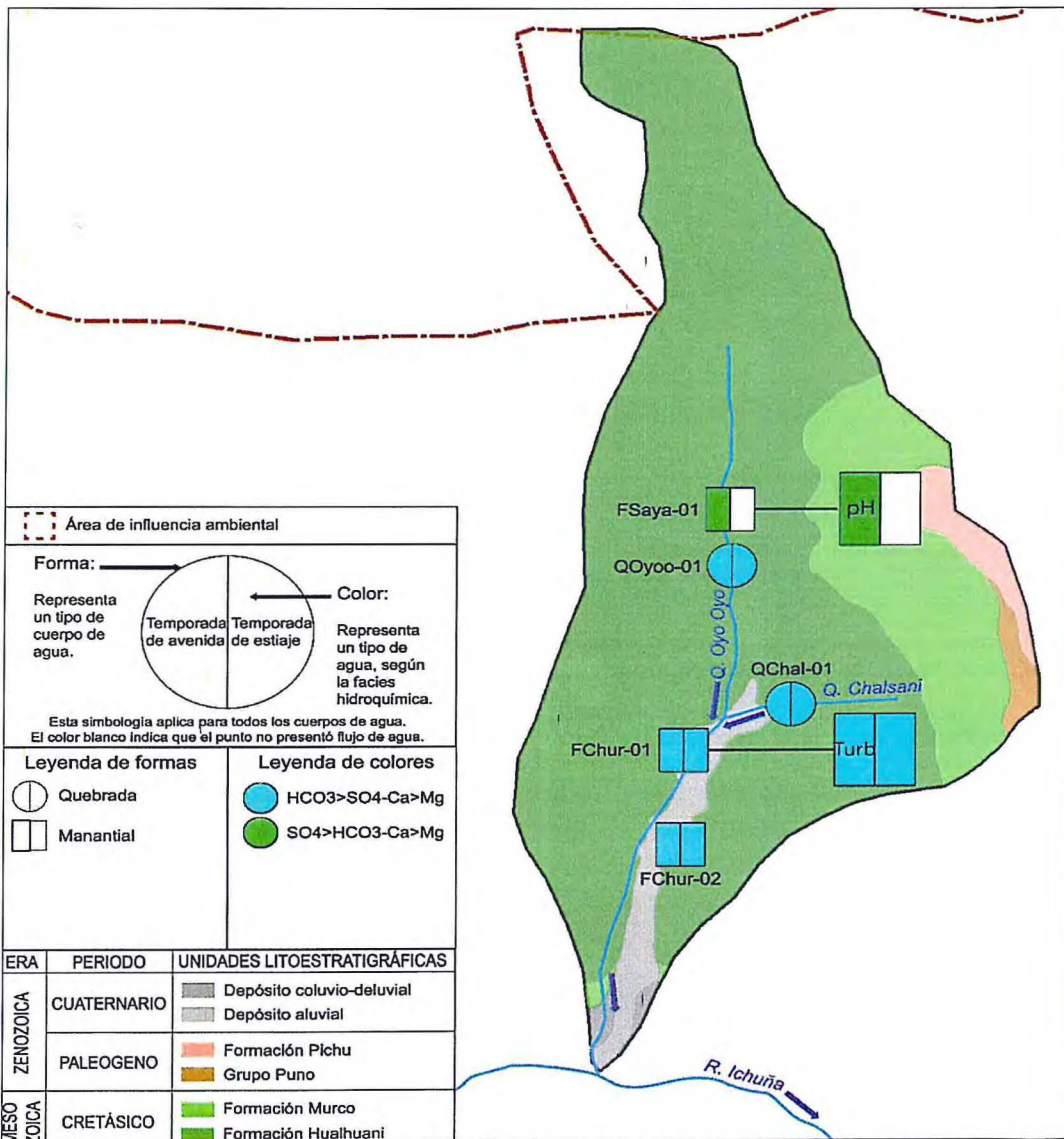 FSaya-01
pH
QOyoo-01
Q. Oyo Oyo
QChal-01
Q. Chalsani
FChur-01
Turb
FChur-02
R. Ichuña
Área de influencia ambiental
Forma:
Representa
un tipo de
cuerpo de
agua.
Temporada
de avenida
Temporada
de estiaje
Color:
Representa
un tipo de
agua, según
la facies
hidroquímica.
Esta simbologia aplica para todos los cuerpos de agua.
El color blanco indica que el punto no presentó flujo de agua.
Leyenda de formas
Quebrada
Manantial
Leyenda de colores
HCO3>SO4-Ca>Mg
SO4>HCO3-Ca>Mg
ERA PERIODO UNIDADES LITOESTRATIGRÁFICAS
ZENOZOICA
CUATERNARIO
Depósito coluvio-deluvial
Depósito aluvial
PALEOGENO
Formación Pichu
Grupo Puno
MESO
ZOICA
CRETÁSICO
Formación Murco
Formación Hualhuani